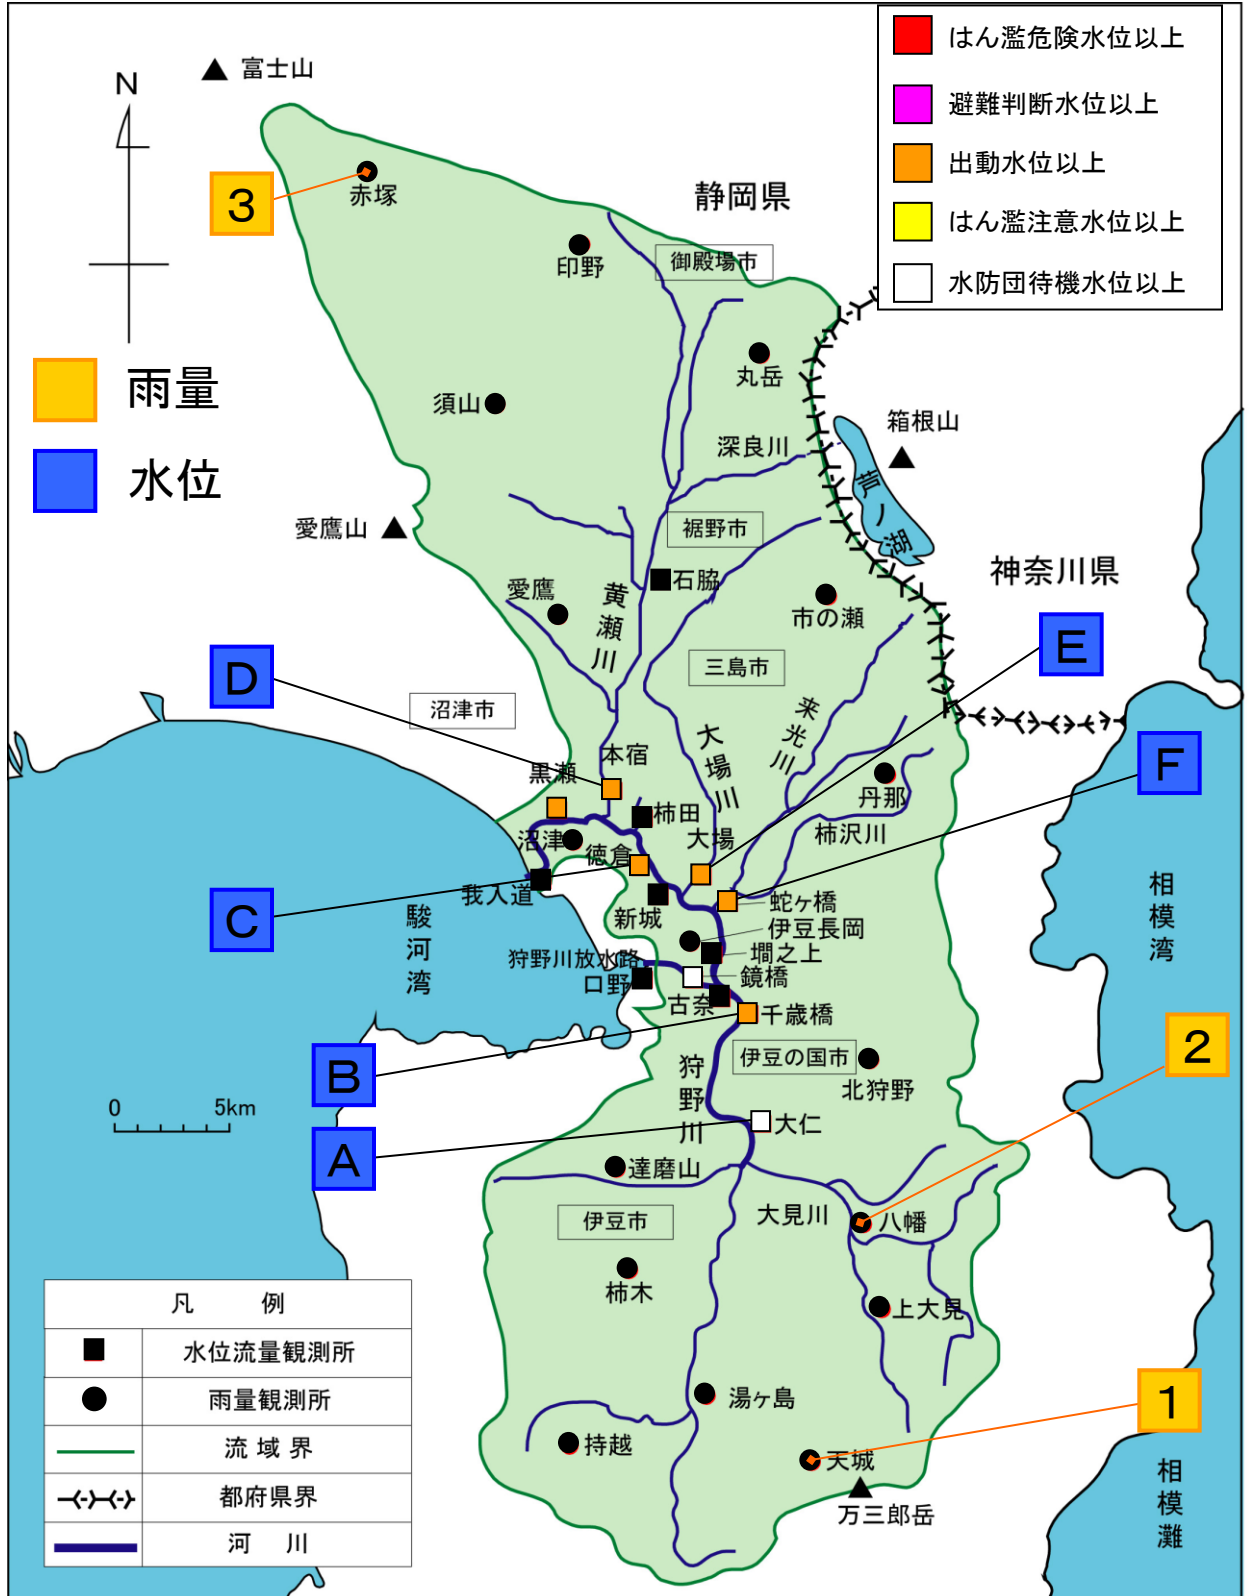 はん濫危険水位以上
避難判断水位以上
出動水位以上
はん濫注意水位以上
水防団待機水位以上
富士山
N
3
赤塚
静岡県
印野
御殿場市
丸岳
雨量
須山
水位
箱根山
深良川
芦ノ湖
愛鷹山
裾野市
神奈川県
石脇
愛鷹
黄瀬川
市の瀬
E
D
三島市
沼津市
来光川
大場川
F
本宿
黒瀬
丹那
柿田
柿沢川
沼津
徳倉
大場
我入道
C
新城
蛇ヶ橋
相模湾
駿河湾
伊豆長岡
墹之上
狩野川放水路
口野
鏡橋
古奈
千歳橋
2
B
狩野川
伊豆の国市
北狩野
0
5km
A
大仁
達磨山
大見川
八幡
伊豆市
柿木
上大見
湯ヶ島
1
持越
天城
万三郎岳
相模灘
凡 例
水位流量観測所
雨量観測所
流域界
都府県界
河 川